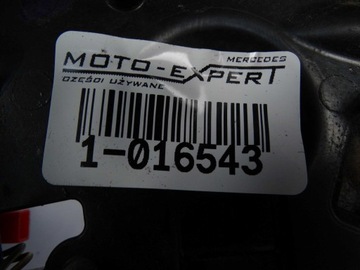 MERCEDES
MOTO-EXPERT
CZĘŚCI UŻYWANE
1-016543